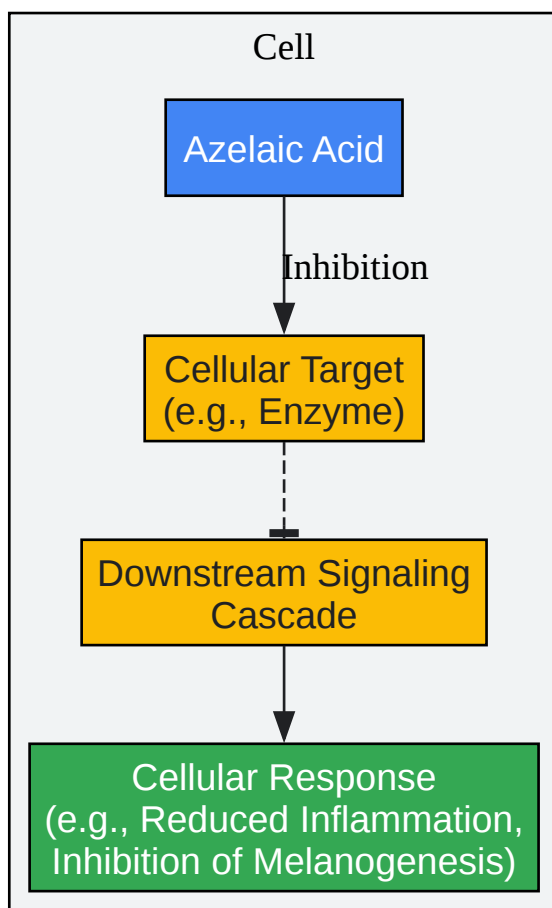 Cell
Azelaic Acid
Inhibition
Cellular Target
(e.g., Enzyme)
Downstream Signaling
Cascade
Cellular Response
(e.g., Reduced Inflammation,
Inhibition of Melanogenesis)